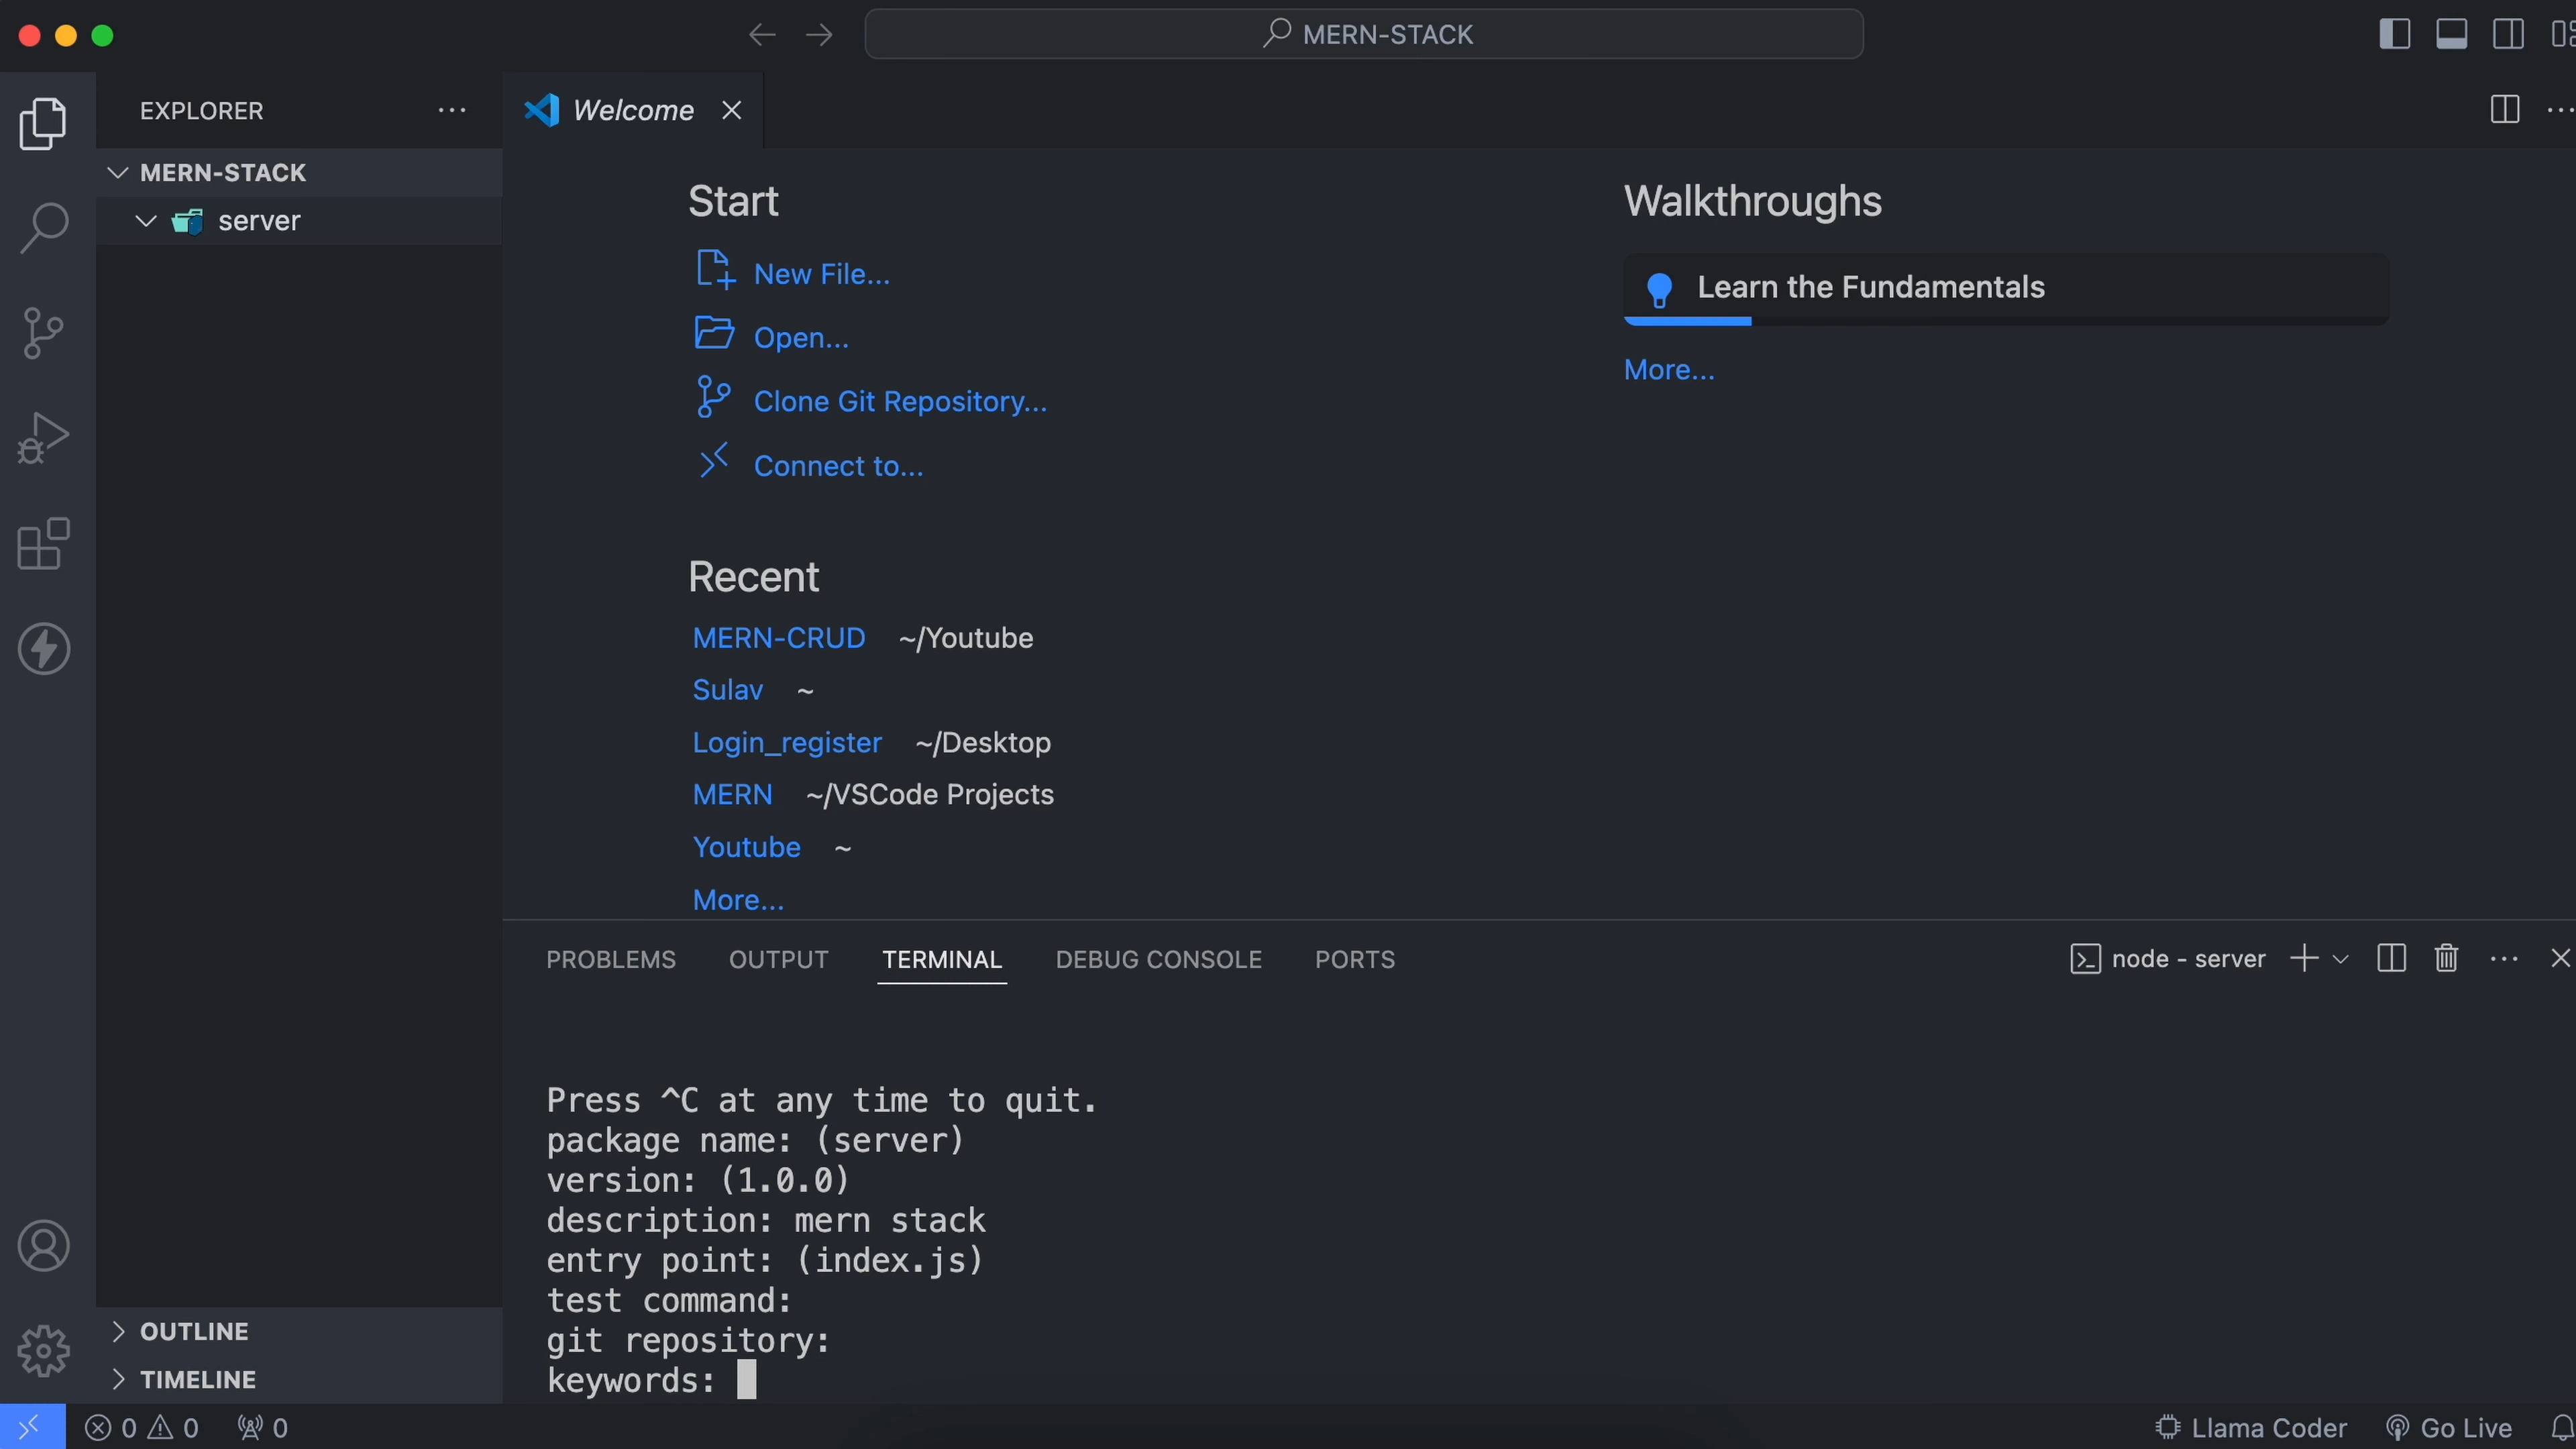 MERN-STACK
EXPLORER
Welcome
MERN-STACK
server
Start
New File...
Open...
Clone Git Repository...
Connect to...
Walkthroughs
Learn the Fundamentals
More...
Recent
MERN-CRUD ~/Youtube
Sulav ~
Login_register ~/Desktop
MERN ~/VSCode Projects
Youtube ~
More...
PROBLEMS OUTPUT TERMINAL DEBUG CONSOLE PORTS
node - server
Press ^C at any time to quit.
package name: (server)
version: (1.0.0)
description: mern stack
entry point: (index.js)
test command:
git repository:
keywords:
OUTLINE
TIMELINE
0 0 0
Llama Coder Go Live